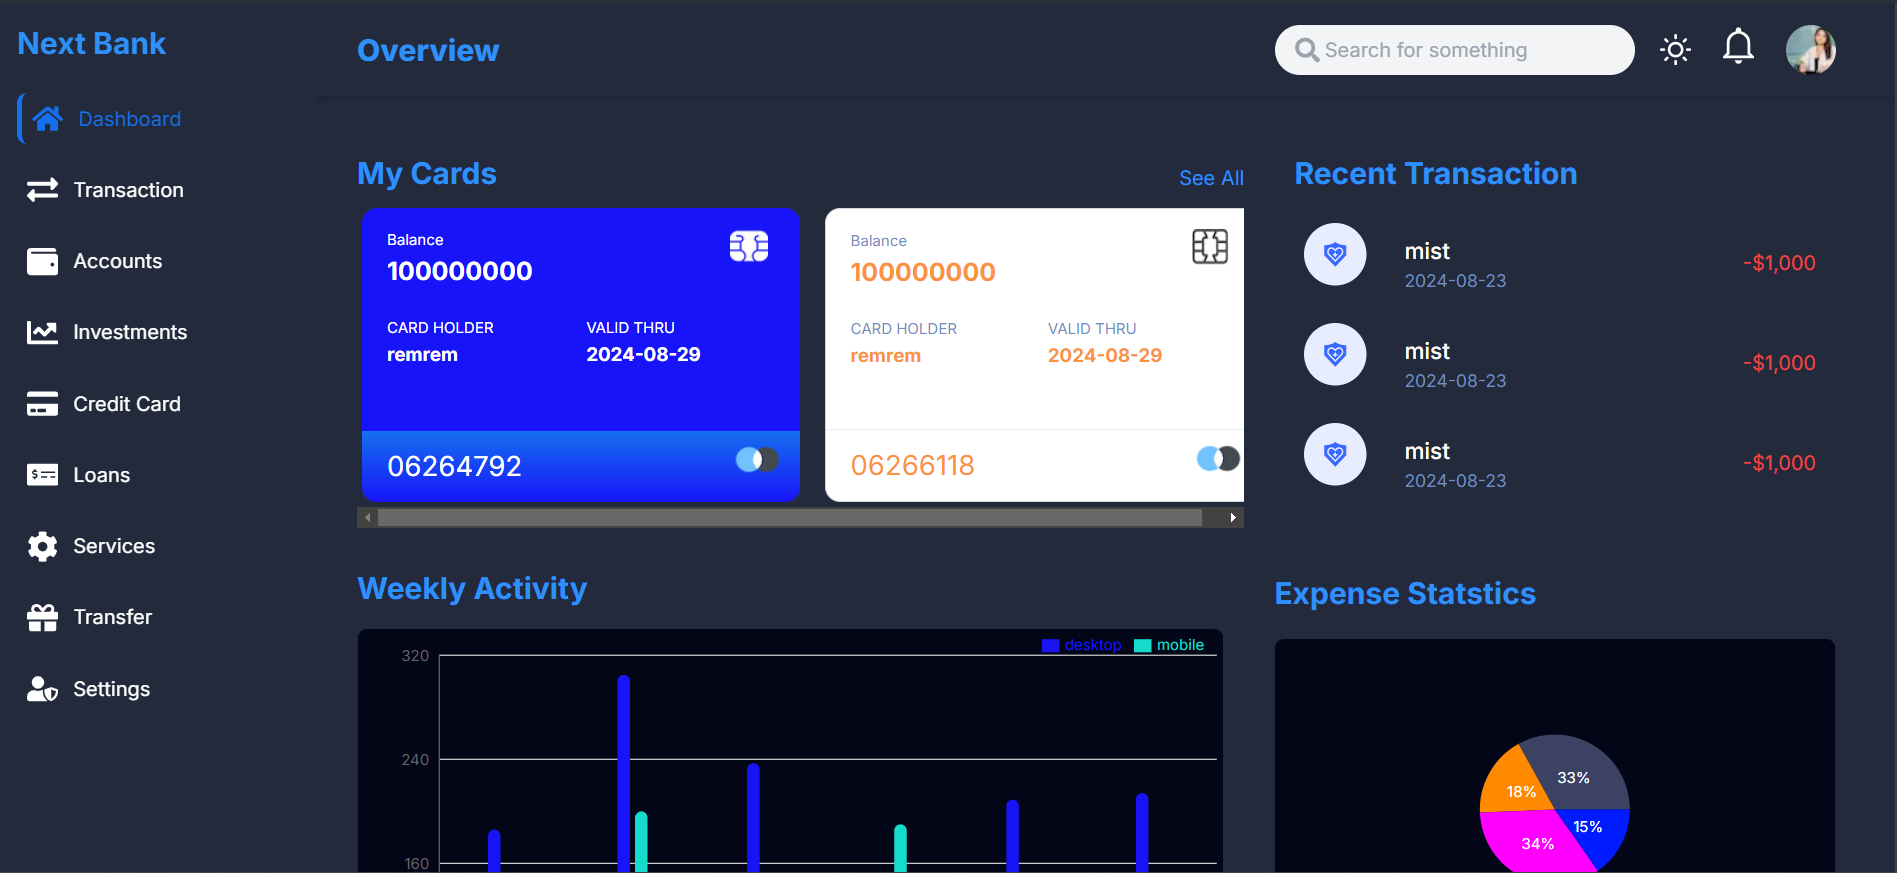 Next Bank
Dashboard
Transaction
Accounts
Investments
Credit Card
Loans
Services
Transfer
Settings
Overview
Search for something
My Cards
See All
Balance
100000000
CARD HOLDER VALID THRU
remrem 2024-08-29
06264792
Balance
100000000
CARD HOLDER VALID THRU
remrem 2024-08-29
06266118
Recent Transaction
mist
2024-08-23
-$1,000
mist
2024-08-23
-$1,000
mist
2024-08-23
-$1,000
Weekly Activity
desktop mobile
320
240
160
Expense Statstics
33%
18%
15%
34%